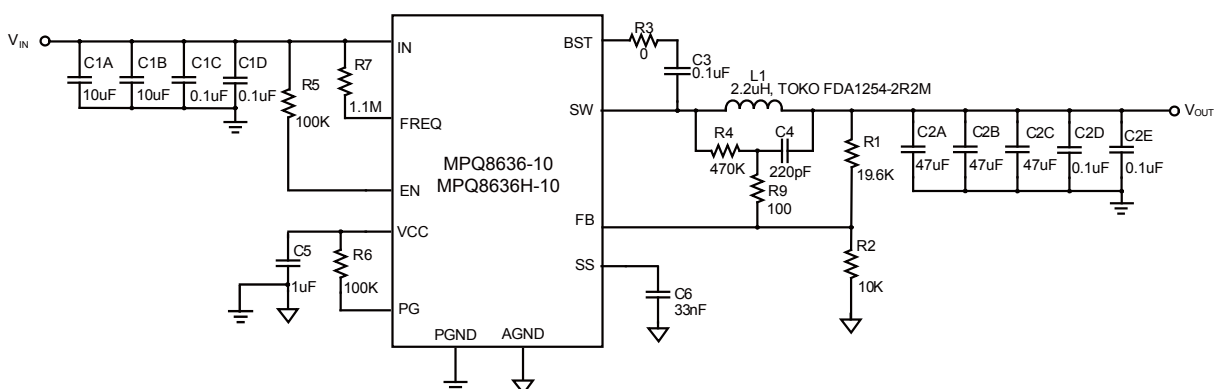 VIN
C1A
10uF
C1B
10uF
C1C
0.1uF
C1D
0.1uF
R5
100K
R7
1.1M
IN
FREQ
EN
VCC
PG
C5
1uF
R6
100K
MPQ8636-10
MPQ8636H-10
PGND
AGND
BST
SW
FB
SS
R3
0
C3
0.1uF
L1
2.2uH, TOKO FDA1254-2R2M
R4
470K
C4
220pF
R9
100
R1
19.6K
R2
10K
C6
33nF
C2A
47uF
C2B
47uF
C2C
47uF
C2D
0.1uF
C2E
0.1uF
VOUT